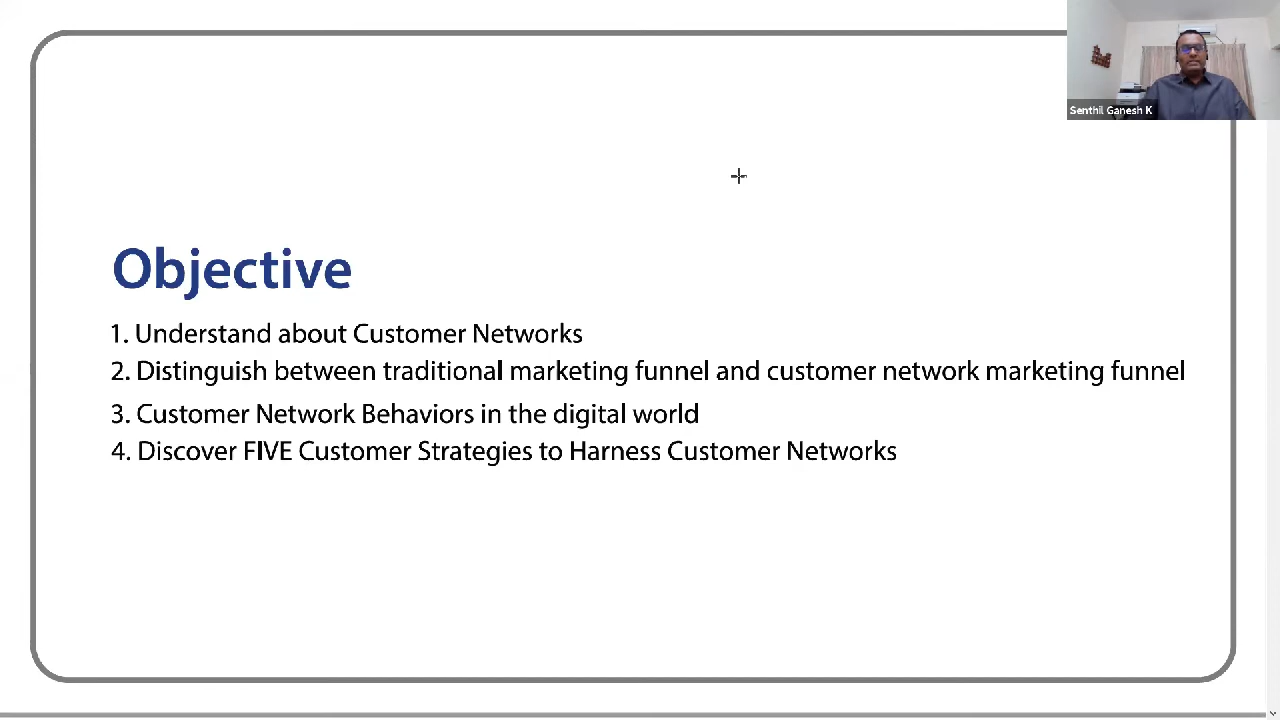 Senthil Ganesh K
Objective
1. Understand about Customer Networks
2. Distinguish between traditional marketing funnel and customer network marketing funnel
3. Customer Network Behaviors in the digital world
4. Discover FIVE Customer Strategies to Harness Customer Networks